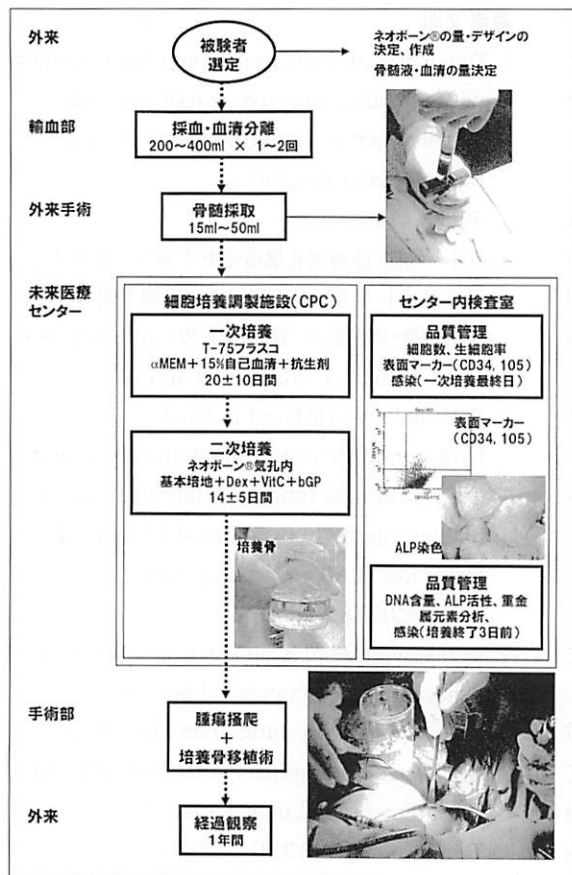 外来
被験者
選定
ネオボーン®の量・デザインの
決定、作成
骨髄液・血清の量決定
輸血部
採血・血清分離
200～400ml × 1～2回
外来手術
骨髄採取
15ml～50ml
未来医療
センター
細胞培養調製施設(CPC)
一次培養
T-75フラスコ
αMEM+15%自己血清+抗生剤
20±10日間
二次培養
ネオボーン®気孔内
基本培地+Dex+VitC+bGP
14±5日間
培養骨
センター内検査室
品質管理
細胞数、生細胞率
表面マーカー(CD34, 105)
感染(一次培養最終日)
表面マーカー
(CD34, 105)
ALP染色
品質管理
DNA含量、ALP活性、重金
属元素分析、
感染(培養終了3日前)
手術部
腫瘍掻爬
+
培養骨移植術
外来
経過観察
1年間